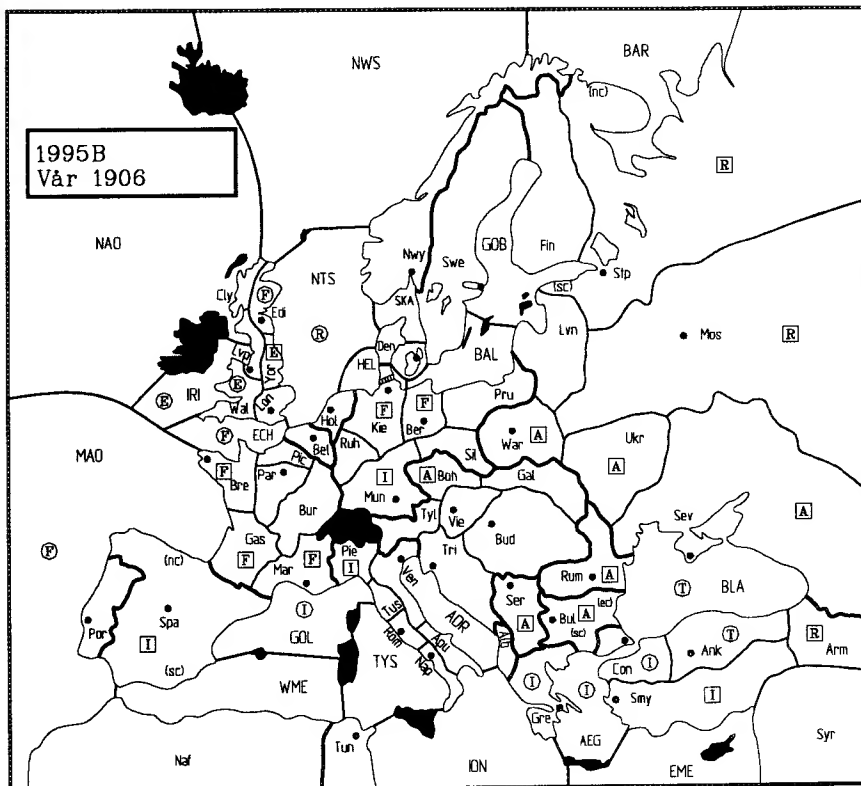 NWS
BAR
(nc)
1995B
Vår 1906
R
NAO
GOB
Fin
Nwy
Swe
Cly
F
NTS
(sc)
Stp
Edi
SKA
R
Lvn
Mos
R
Lvpl
E
Yor
Den
HEL
BAL
E
IRI
E
Wal
Lon
Hol
F
Kie
F
Ber
Pru
MAO
F
ECH
Bel
Ruh
War
A
Ukr
Pic
Sil
A
F
Bre
Par
I
Mun
A
Boh
Gal
Bur
Tyl
Vie
Sev
A
F
Gas
F
Bud
(nc)
Mar
F
Pie
I
Ven
Tri
Rum
A
Ser
T
BLA
Por
Spa
I
GOL
Tus
ADR
Bul
A
(ec)
(sc)
I
Rom
Apu
A
Alb
T
Ank
R
Arm
(sc)
TYS
Nap
Con
I
WME
I
I
Smy
I
Gre
Naf
Tun
ION
AEG
EME
Syr